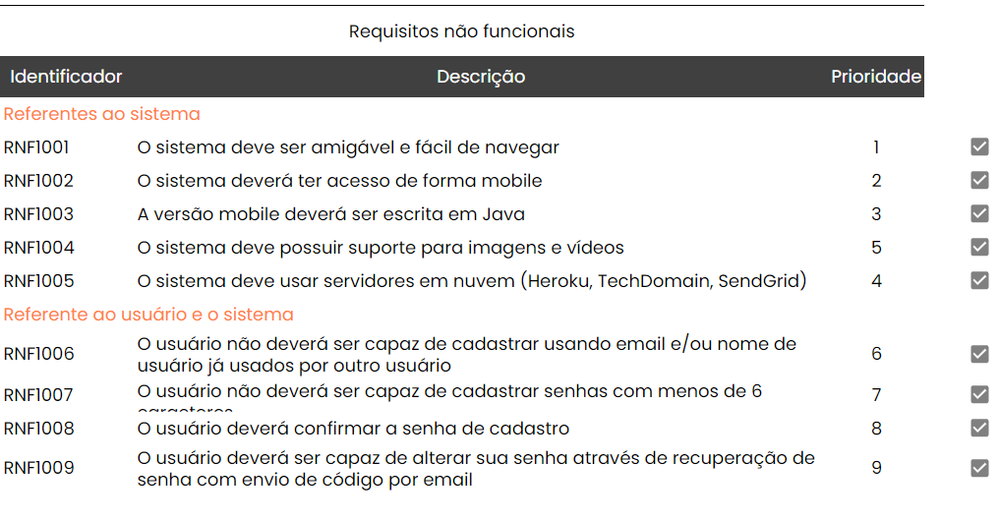 Requisitos não funcionais
Identificador Descrição Prioridade
Referentes ao sistema
RNF1001 O sistema deve ser amigável e fácil de navegar 1
RNF1002 O sistema deverá ter acesso de forma mobile 2
RNF1003 A versão mobile deverá ser escrita em Java 3
RNF1004 O sistema deve possuir suporte para imagens e vídeos 5
RNF1005 O sistema deve usar servidores em nuvem (Heroku, TechDomain, SendGrid) 4
Referente ao usuário e o sistema
RNF1006 O usuário não deverá ser capaz de cadastrar usando email e/ou nome de 6
usuário já usados por outro usuário
RNF1007 O usuário não deverá ser capaz de cadastrar senhas com menos de 6 7
RNF1008 O usuário deverá confirmar a senha de cadastro 8
RNF1009 O usuário deverá ser capaz de alterar sua senha através de recuperação de 9
senha com envio de código por email